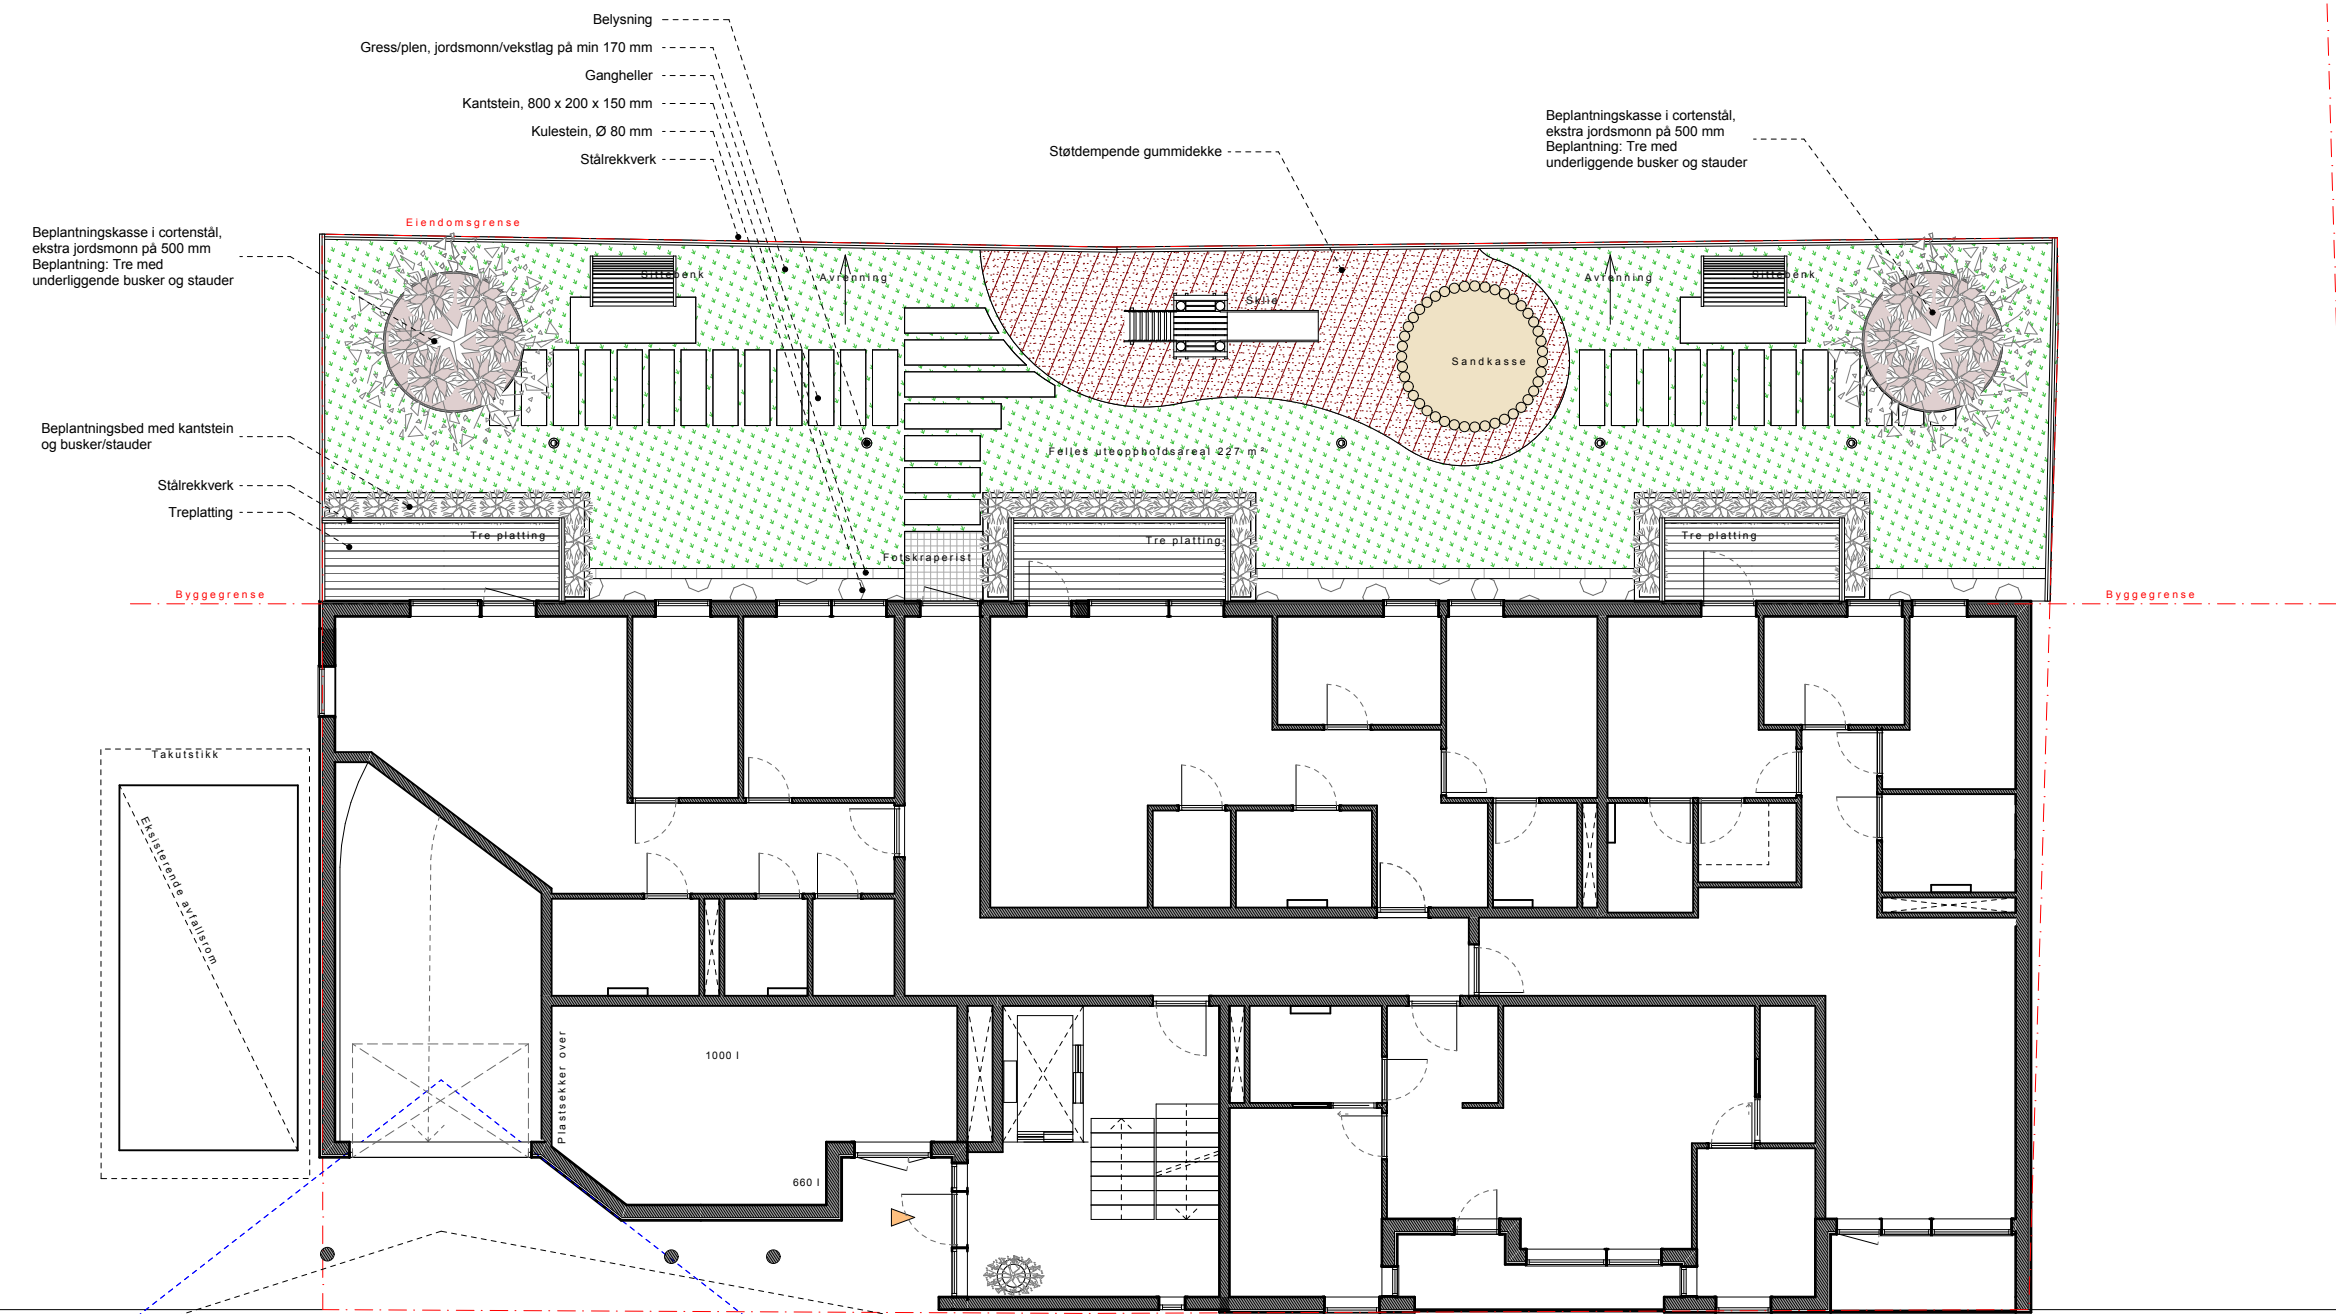 Belysning
Gress/plen, jordsmonn/vekstlag på min 170 mm
Gangheller
Kantstein, 800 x 200 x 150 mm
Kulestein, Ø 80 mm
Stålrekkverk
Støtdempende gummidekke
Beplantningskasse i cortenstål,
ekstra jordsmonn på 500 mm
Beplantning: Tre med
underliggende busker og stauder
Eiendomsgrense
Beplantningskasse i cortenstål,
ekstra jordsmonn på 500 mm
Beplantning: Tre med
underliggende busker og stauder
Sittebenk
Avrenning
Sklie
Avrenning
Sittebenk
Sandkasse
Beplantningsbed med kantstein
og busker/stauder
Felles uteoppholdsareal 227 m²
Stålrekkverk
Treplatting
Tre platting
Tre platting
Tre platting
Fotskraperist
Byggegrense
Byggegrense
Takutstikk
Eksisterende avfallsrom
Plastsekker over
1000 l
660 l